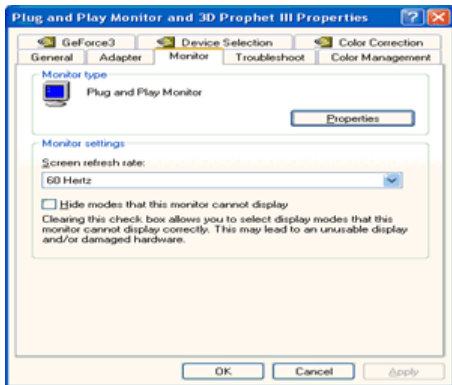 Plug and Play Monitor and 3D Prophet III Properties
GeForce3 Device Selection Color Correction
General Adapter Monitor Troubleshoot Color Management
Monitor type
Plug and Play Monitor
Properties
Monitor settings
Screen refresh rate:
60 Hertz
Hide modes that this monitor cannot display
Clearing this check box allows you to select display modes that this
monitor cannot display correctly. This may lead to an unusable display
and/or damaged hardware.
OK Cancel Apply